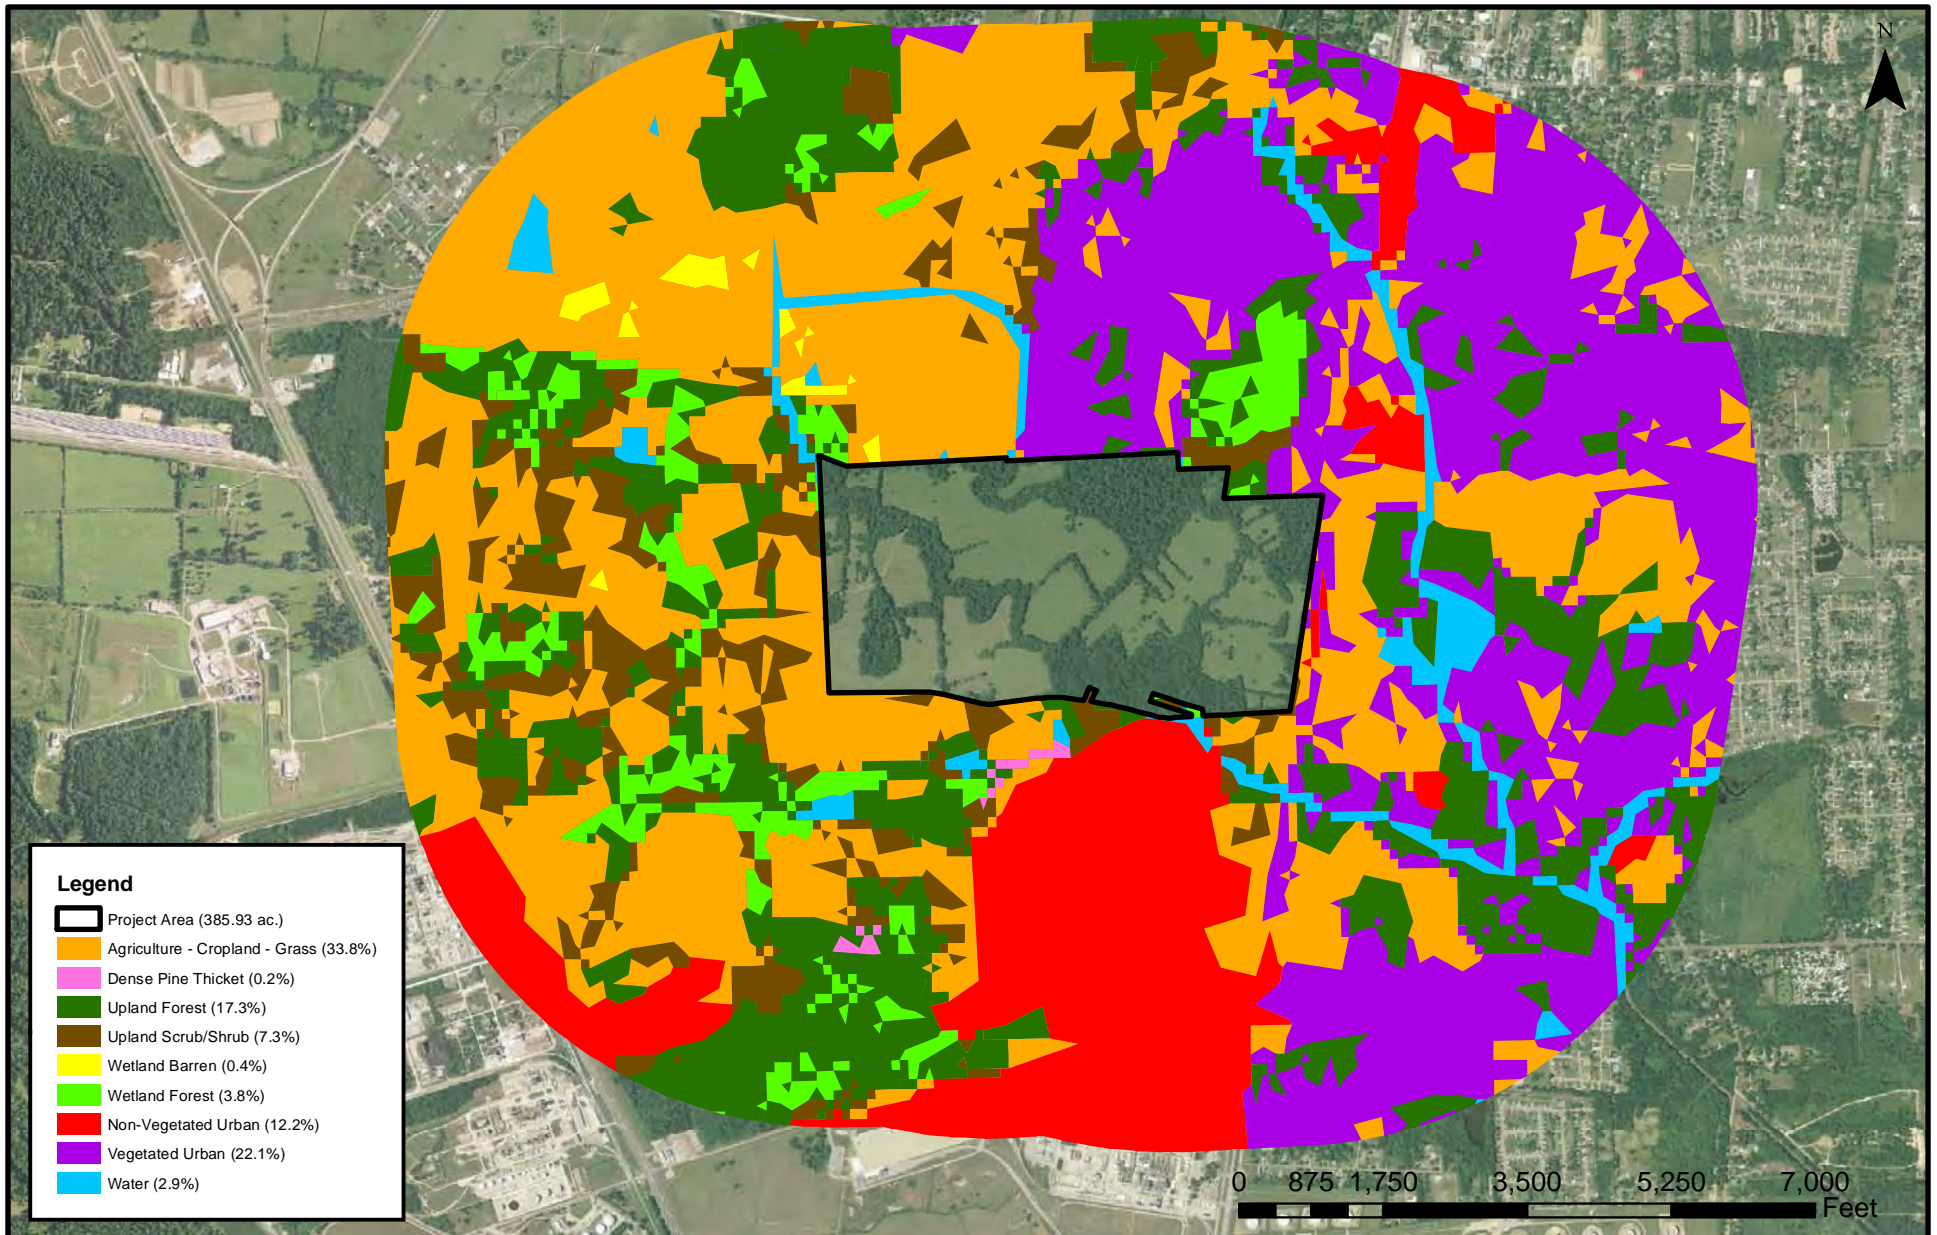 N
Legend
Project Area (385.93 ac.)
Agriculture - Cropland - Grass (33.8%)
Dense Pine Thicket (0.2%)
Upland Forest (17.3%)
Upland Scrub/Shrub (7.3%)
Wetland Barren (0.4%)
Wetland Forest (3.8%)
Non-Vegetated Urban (12.2%)
Vegetated Urban (22.1%)
Water (2.9%)
0 875 1,750 3,500 5,250 7,000
Feet